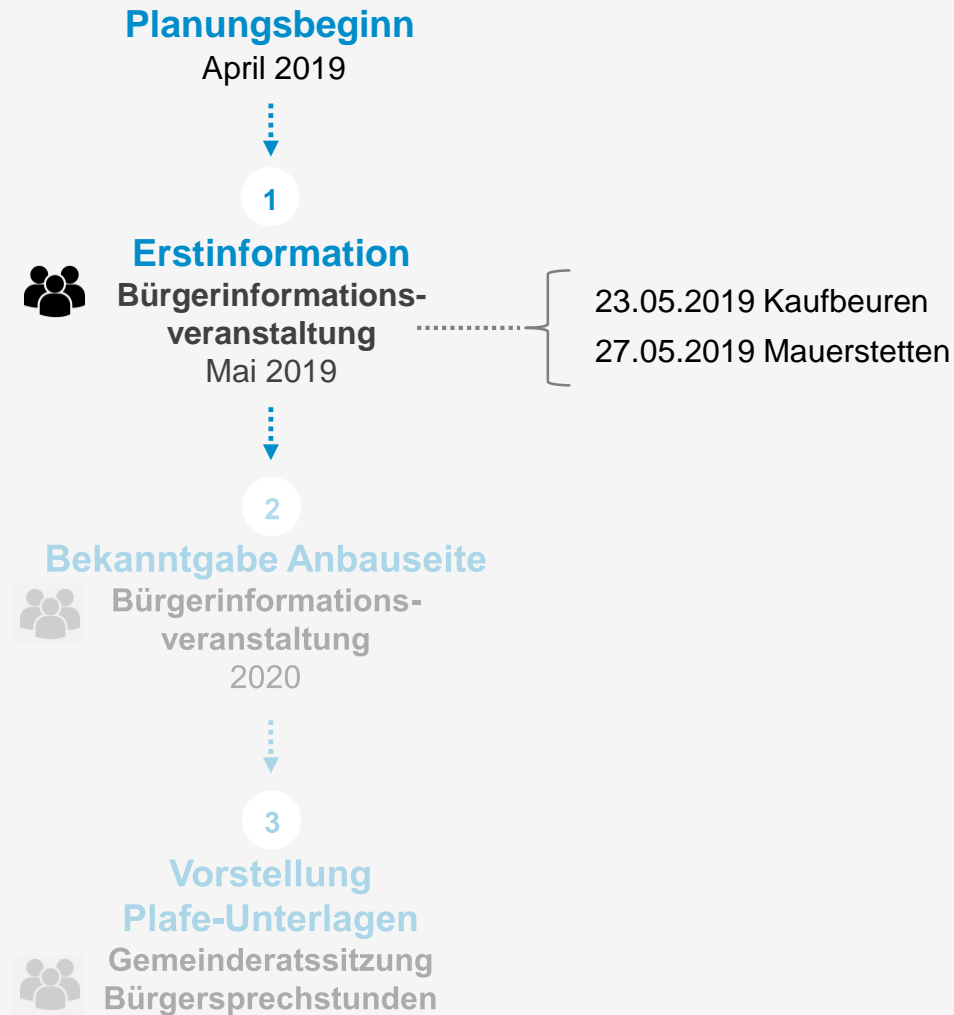 Planungsbeginn
April 2019
1
Erstinformation
Bürgerinformations-
veranstaltung
Mai 2019
23.05.2019 Kaufbeuren
27.05.2019 Mauerstetten
2
Bekanntgabe Anbauseite
Bürgerinformations-
veranstaltung
2020
3
Vorstellung
Plafe-Unterlagen
Gemeinderatssitzung
Bürgersprechstunden